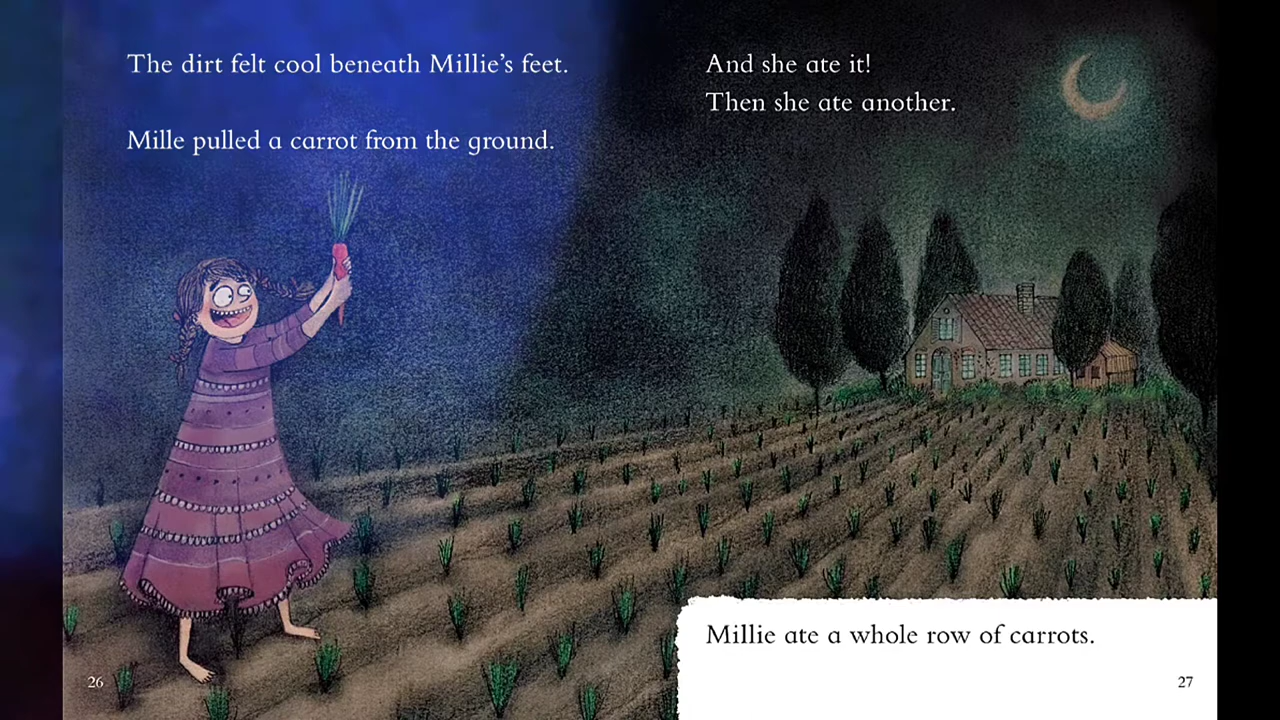 The dirt felt cool beneath Millie’s feet.
Mille pulled a carrot from the ground.
26
And she ate it!
Then she ate another.
Millie ate a whole row of carrots.
27